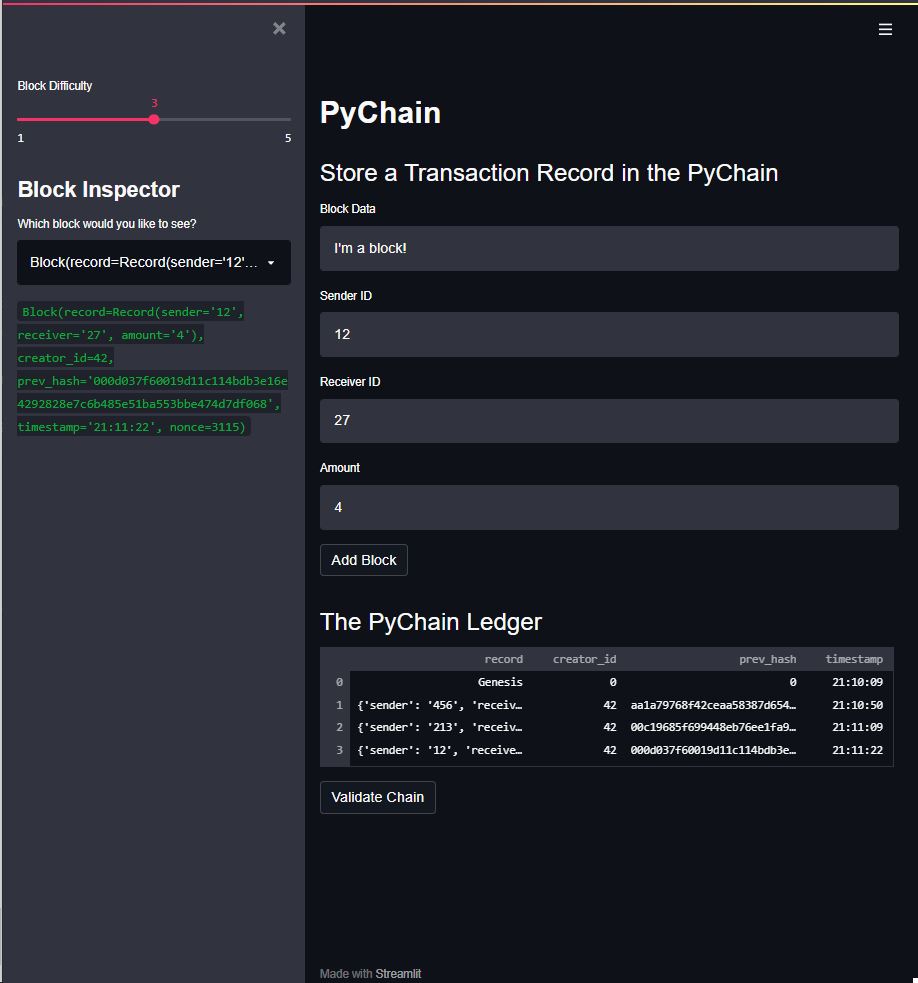 Block Difficulty
3
1 5
Block Inspector
Which block would you like to see?
Block(record=Record(sender='12'...
Block(record=Record(sender='12',
receiver='27', amount='4'),
creator_id=42,
prev_hash='000d037f60019d11c114bdb3e16e
4292828e7c6b485e51ba553bbe474d7df068',
timestamp='21:11:22', nonce=3115)
PyChain
Store a Transaction Record in the PyChain
Block Data
I'm a block!
Sender ID
12
Receiver ID
27
Amount
4
Add Block
The PyChain Ledger
record creator_id prev_hash timestamp
0 Genesis 0 0 21:10:09
1 {'sender': '456', 'receiv… 42 aa1a79768f42ceaa58387d654… 21:10:50
2 {'sender': '213', 'receiv… 42 00c19685f699448eb76ee1fa9… 21:11:09
3 {'sender': '12', 'receive… 42 000d037f60019d11c114bdb3e… 21:11:22
Validate Chain
Made with Streamlit